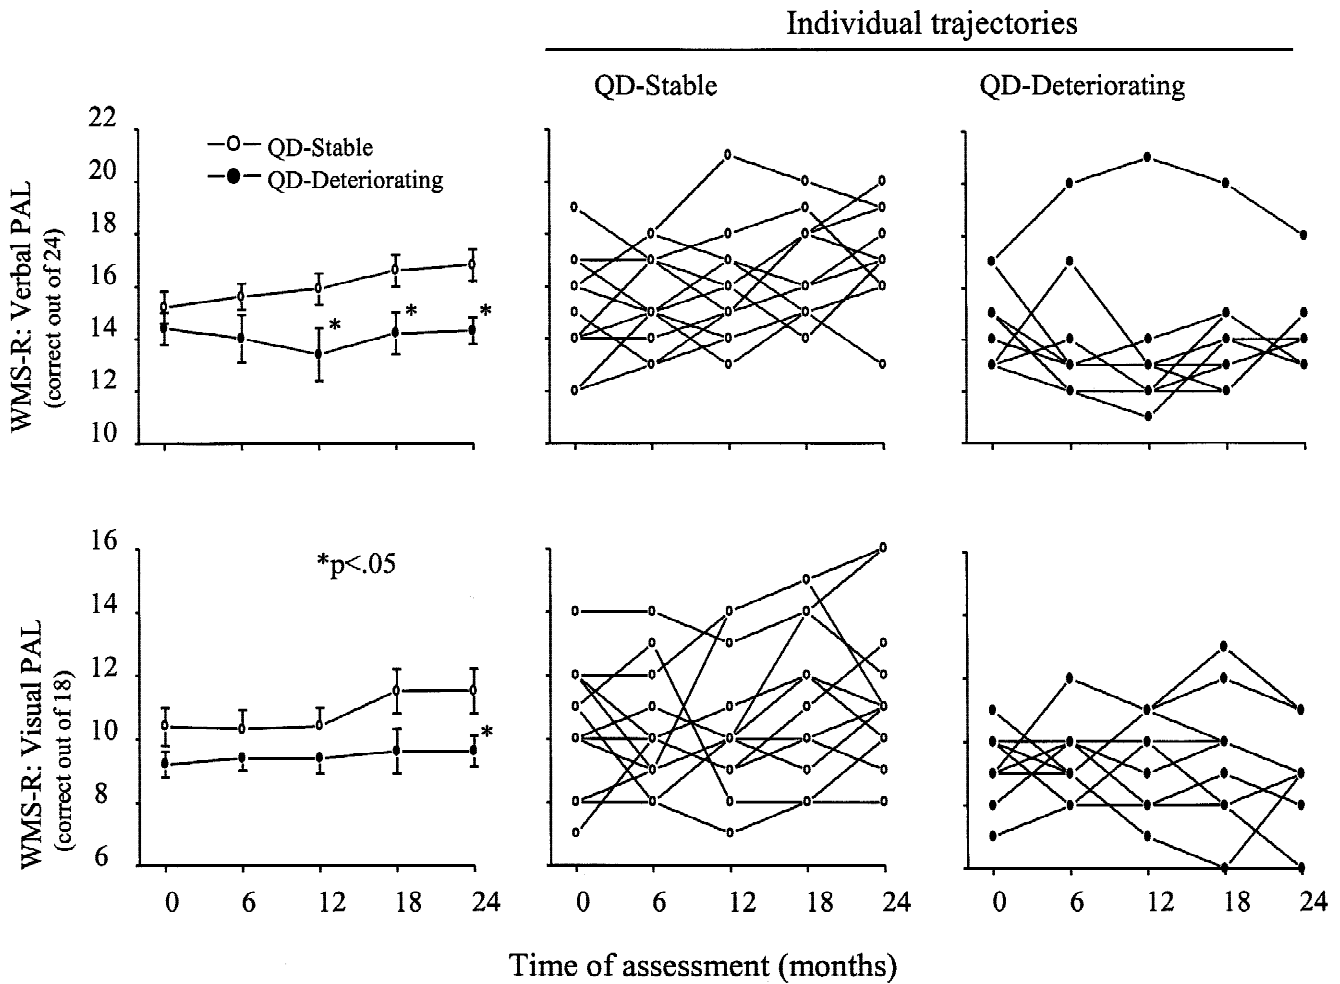 Individual trajectories
QD-Stable
QD-Deteriorating
WMS-R: Verbal PAL
(correct out of 24)
22
20
18
16
14
12
10
QD-Stable
QD-Deteriorating
*
*
*
WMS-R: Visual PAL
(correct out of 18)
16
14
12
10
8
6
*p<.05
*
0 6 12 18 24
0 6 12 18 24
0 6 12 18 24
Time of assessment (months)